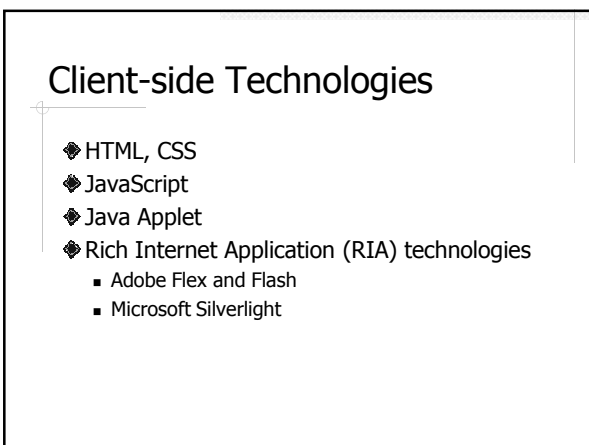 Client-side Technologies
HTML, CSS
JavaScript
Java Applet
Rich Internet Application (RIA) technologies
Adobe Flex and Flash
Microsoft Silverlight